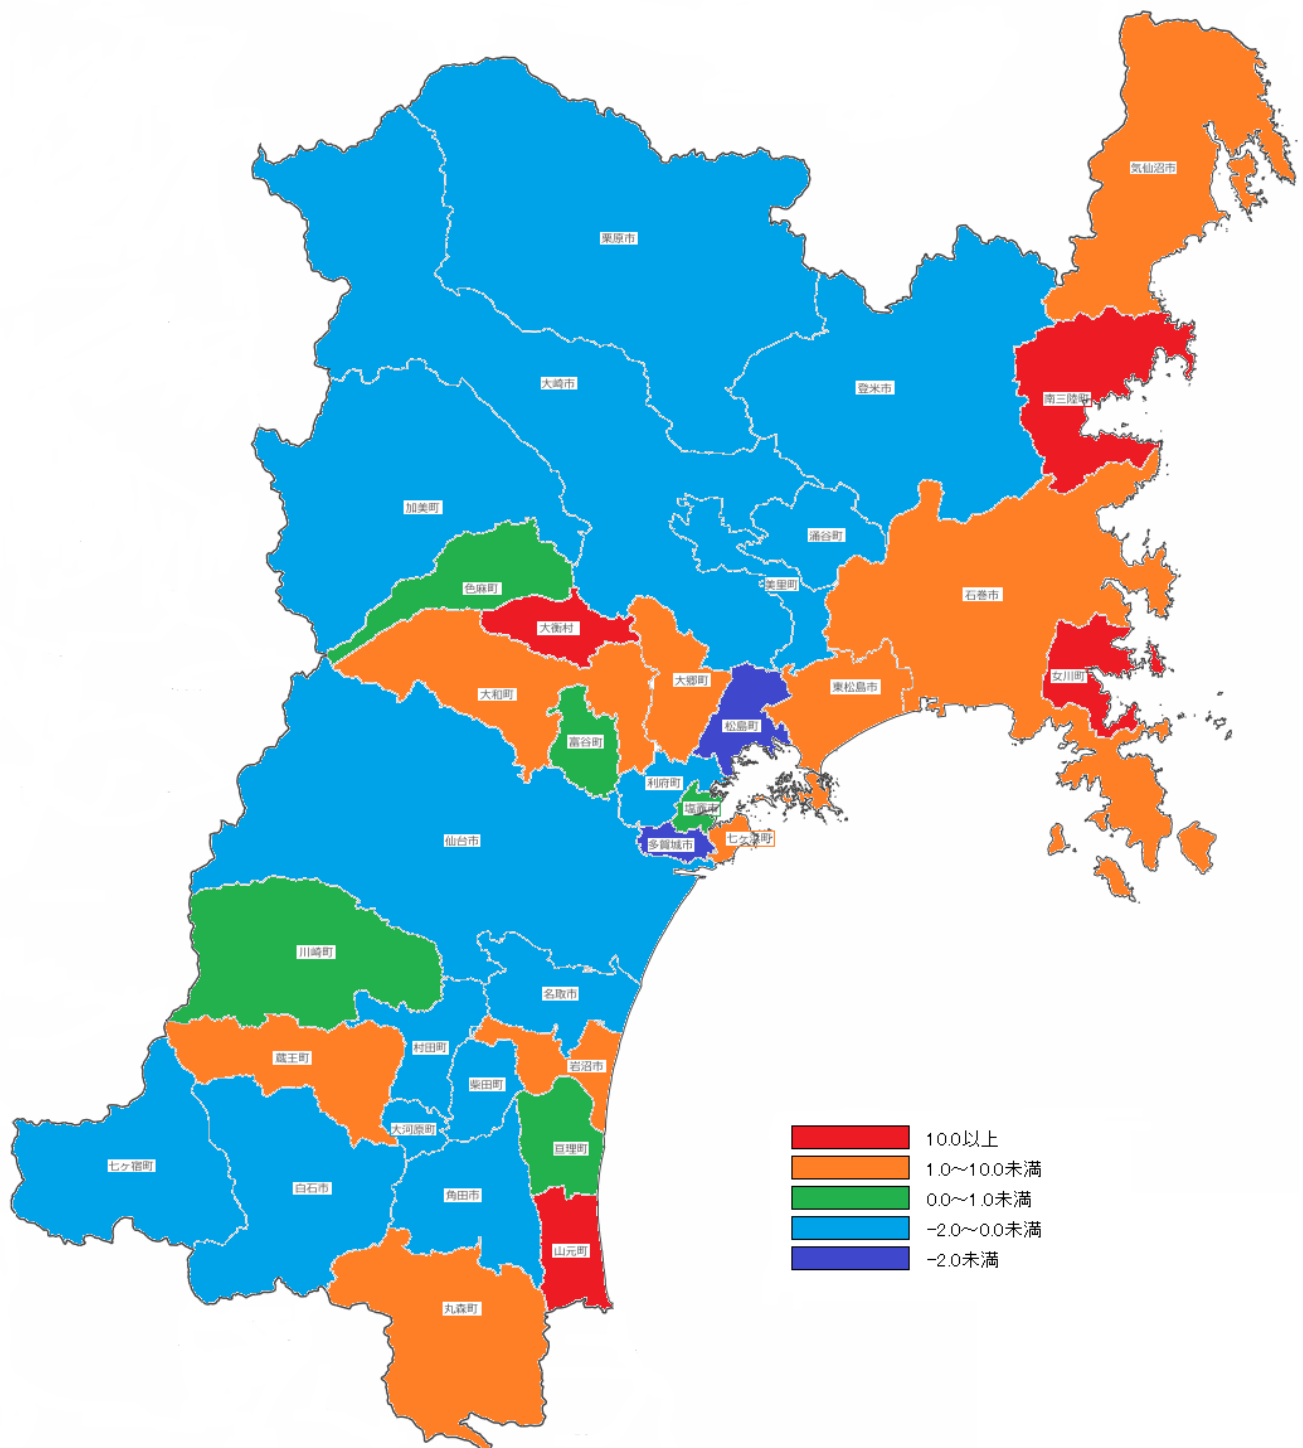 気仙沼市
栗原市
大崎市
登米市
南三陸町
加美町
涌谷町
色麻町
美里町
石巻市
大衡村
女川町
大郷町
東松島市
大和町
松島町
富谷町
利府町
塩竈市
七ヶ浜町
多賀城市
仙台市
川崎町
名取市
村田町
蔵王町
岩沼市
柴田町
大河原町
亘理町
七ヶ宿町
白石市
角田市
山元町
丸森町
10.0以上
1.0～10.0未満
0.0～1.0未満
-2.0～0.0未満
-2.0未満